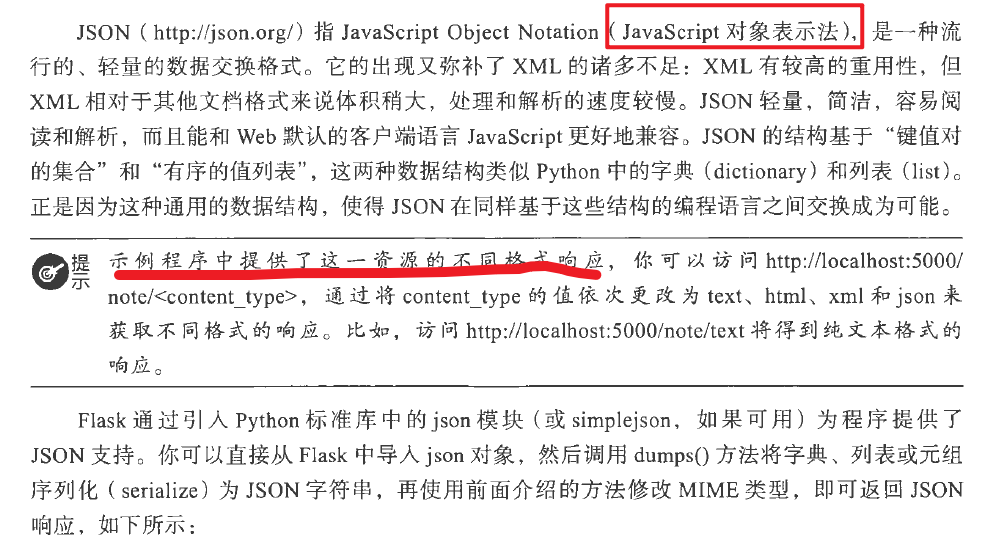 JSON（http://json.org/）指 JavaScript Object Notation（JavaScript 对象表示法），是一种流
行的、轻量的数据交换格式。它的出现又弥补了 XML 的诸多不足：XML 有较高的重用性，但
XML 相对于其他文档格式来说体积稍大，处理和解析的速度较慢。JSON 轻量，简洁，容易阅
读和解析，而且能和 Web 默认的客户端语言 JavaScript 更好地兼容。JSON 的结构基于“键值对
的集合”和“有序的值列表”，这两种数据结构类似 Python 中的字典（dictionary）和列表（list）。
正是因为这种通用的数据结构，使得 JSON 在同样基于这些结构的编程语言之间交换成为可能。
提示 示例程序中提供了这一资源的不同格式响应，你可以访问 http://localhost:5000/
note/<content_type>，通过将 content_type 的值依次更改为 text、html、xml 和 json 来
获取不同格式的响应。比如，访问 http://localhost:5000/note/text 将得到纯文本格式的
响应。
Flask 通过引入 Python 标准库中的 json 模块（或 simplejson，如果可用）为程序提供了
JSON 支持。你可以直接从 Flask 中导入 json 对象，然后调用 dumps() 方法将字典、列表或元组
序列化（serialize）为 JSON 字符串，再使用前面介绍的方法修改 MIME 类型，即可返回 JSON
响应，如下所示：